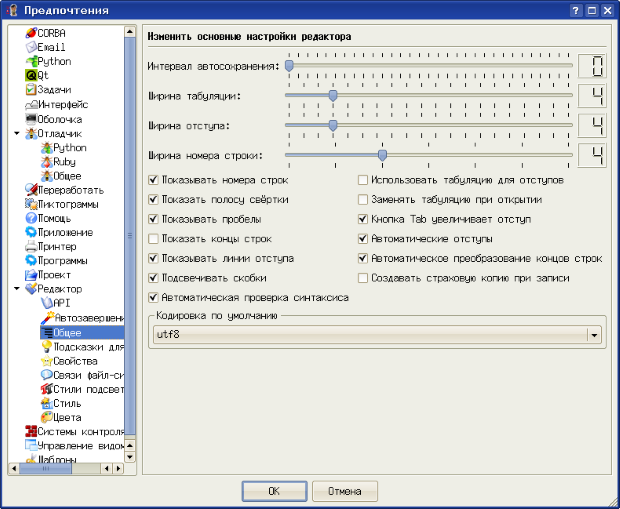 Предпочтения
CORBA
Email
Python
Qt
Задачи
Интерфейс
Оболочка
Отладчик
Python
Ruby
Общее
Переработать
Пиктограммы
Помощь
Приложение
Принтер
Программы
Проект
Редактор
API
Автозавершени
Общее
Подсказки для
Свойства
Связи файл-си
Стили подсвет
Стиль
Цвета
Системы контроля
Управление видом
Шаблоны
Изменить основные настройки редактора
Интервал автосохранения: 0
Ширина табуляции: 4
Ширина отступа: 4
Ширина номера строки: 4
Показывать номера строк
Использовать табуляцию для отступов
Показать полосу свёртки
Заменять табуляцию при открытии
Показывать пробелы
Кнопка Tab увеличивает отступ
Показать концы строк
Автоматические отступы
Показывать линии отступа
Автоматическое преобразование концов строк
Подсвечивать скобки
Создавать страховую копию при записи
Автоматическая проверка синтаксиса
Кодировка по умолчанию
utf8
OK
Отмена